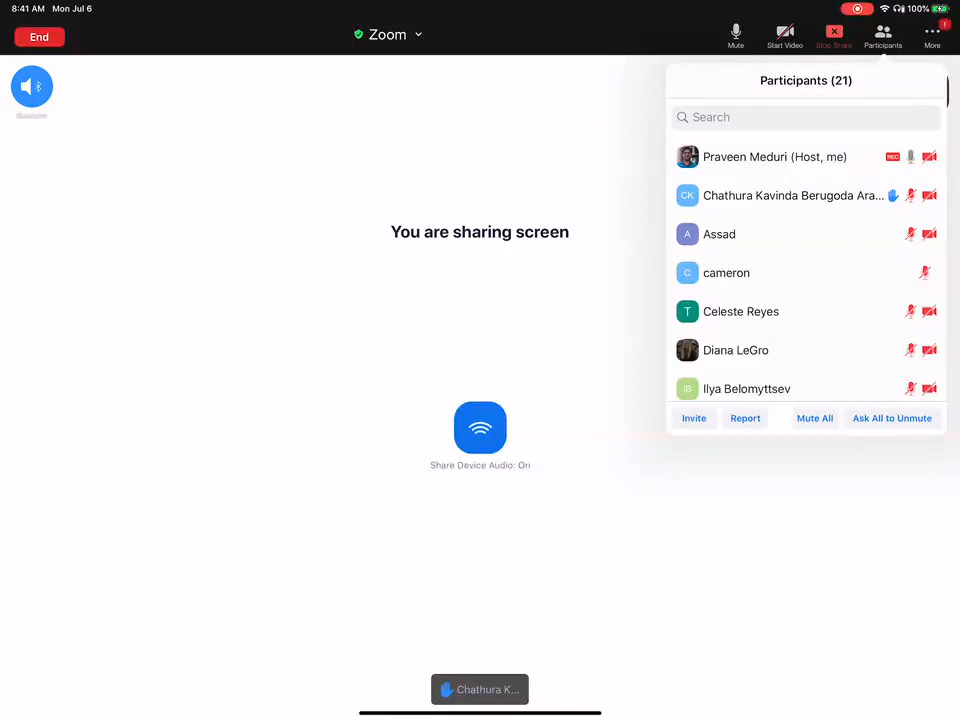 8:41 AM Mon Jul 6
100%
End
Zoom
Mute
Start Video
Stop Share
Participants
More
!
Bluetooth
Participants (21)
Search
Praveen Meduri (Host, me)
REC
CK
Chathura Kavinda Berugoda Ara...
A
Assad
C
cameron
T
Celeste Reyes
Diana LeGro
IB
Ilya Belomyttsev
Invite
Report
Mute All
Ask All to Unmute
You are sharing screen
Share Device Audio: On
Chathura K...